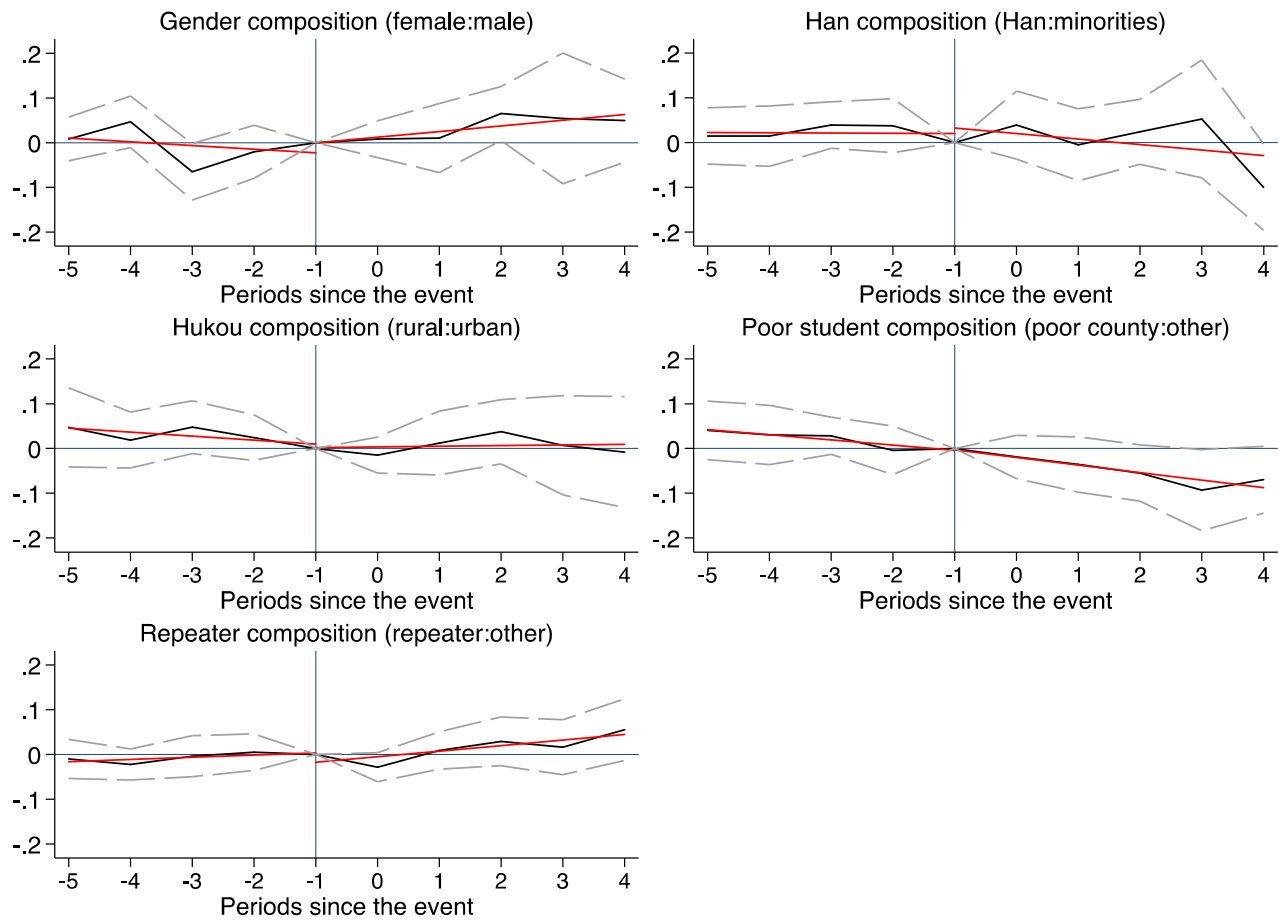 Gender composition (female:male)
.2
.1
0
-.1
-.2
-5 -4 -3 -2 -1 0 1 2 3 4
Periods since the event
Han composition (Han:minorities)
.2
.1
0
-.1
-.2
-5 -4 -3 -2 -1 0 1 2 3 4
Periods since the event
Hukou composition (rural:urban)
.2
.1
0
-.1
-.2
-5 -4 -3 -2 -1 0 1 2 3 4
Periods since the event
Poor student composition (poor county:other)
.2
.1
0
-.1
-.2
-5 -4 -3 -2 -1 0 1 2 3 4
Periods since the event
Repeater composition (repeater:other)
.2
.1
0
-.1
-.2
-5 -4 -3 -2 -1 0 1 2 3 4
Periods since the event